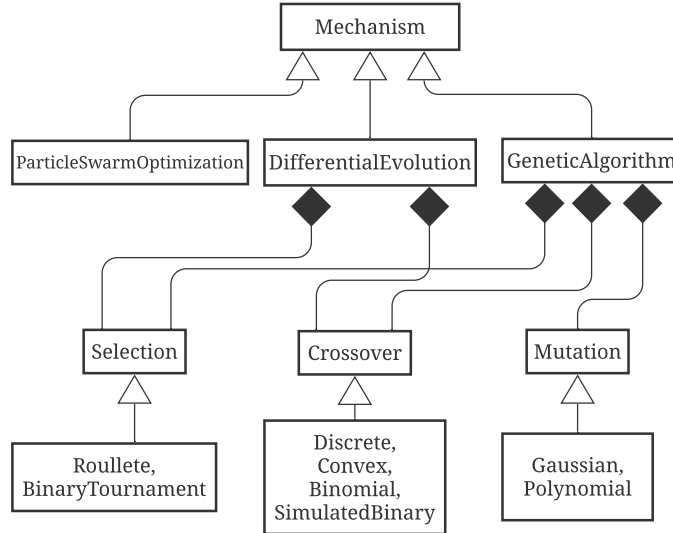 Mechanism
ParticleSwarmOptimization
DifferentialEvolution
GeneticAlgorithm
Selection
Crossover
Mutation
Roullete,
BinaryTournament
Discrete,
Convex,
Binomial,
SimulatedBinary
Gaussian,
Polynomial